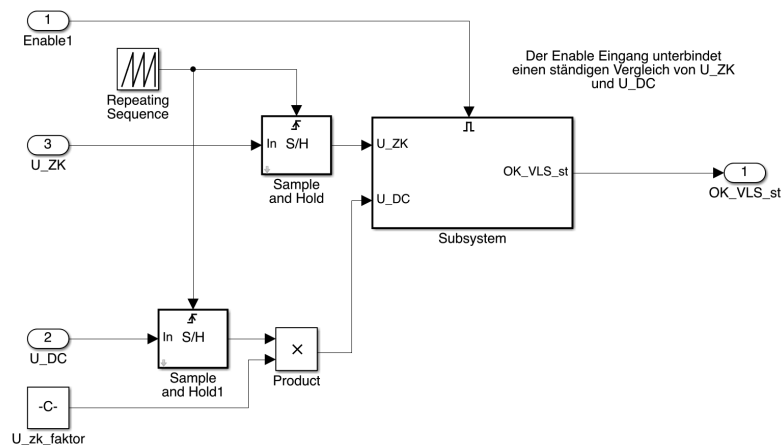 1
Enable1
Der Enable Eingang unterbindet
einen ständigen Vergleich von U_ZK
und U_DC
Repeating
Sequence
3
U_ZK
In S/H
Sample
and Hold
U_ZK
U_DC
OK_VLS_st
Subsystem
1
OK_VLS_st
2
U_DC
In S/H
Sample
and Hold1
×
Product
-C-
U_zk_faktor